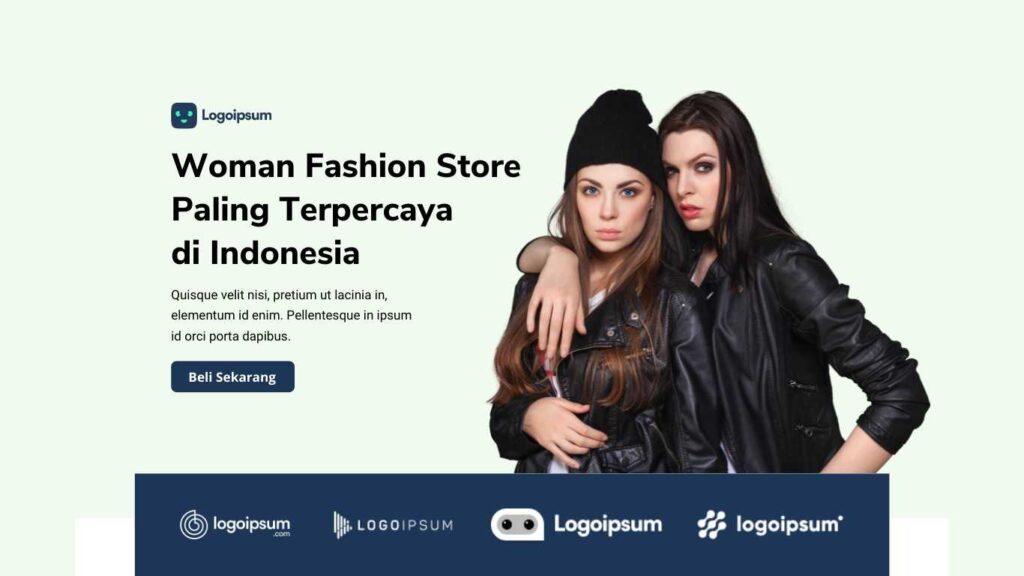 Logoipsum
Woman Fashion Store
Paling Terpercaya
di Indonesia
Quisque velit nisi, pretium ut lacinia in,
elementum id enim. Pellentesque in ipsum
id orci porta dapibus.
Beli Sekarang
logoipsum
.com
LOGOIPSUM
Logoipsum
logoipsum